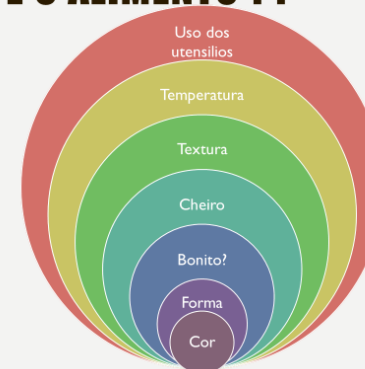 E O ALIMENTO ??
Uso dos
utensilios
Temperatura
Textura
Cheiro
Bonito?
Forma
Cor